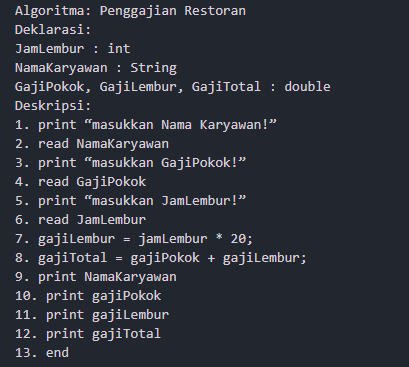 Algoritma: Penggajian Restoran
Deklarasi:
JamLembur : int
NamaKaryawan : String
GajiPokok, GajiLembur, GajiTotal : double
Deskripsi:
1. print “masukkan Nama Karyawan!”
2. read NamaKaryawan
3. print “masukkan GajiPokok!”
4. read GajiPokok
5. print “masukkan JamLembur!”
6. read JamLembur
7. gajiLembur = jamLembur * 20;
8. gajiTotal = gajiPokok + gajiLembur;
9. print NamaKaryawan
10. print gajiPokok
11. print gajiLembur
12. print gajiTotal
13. end